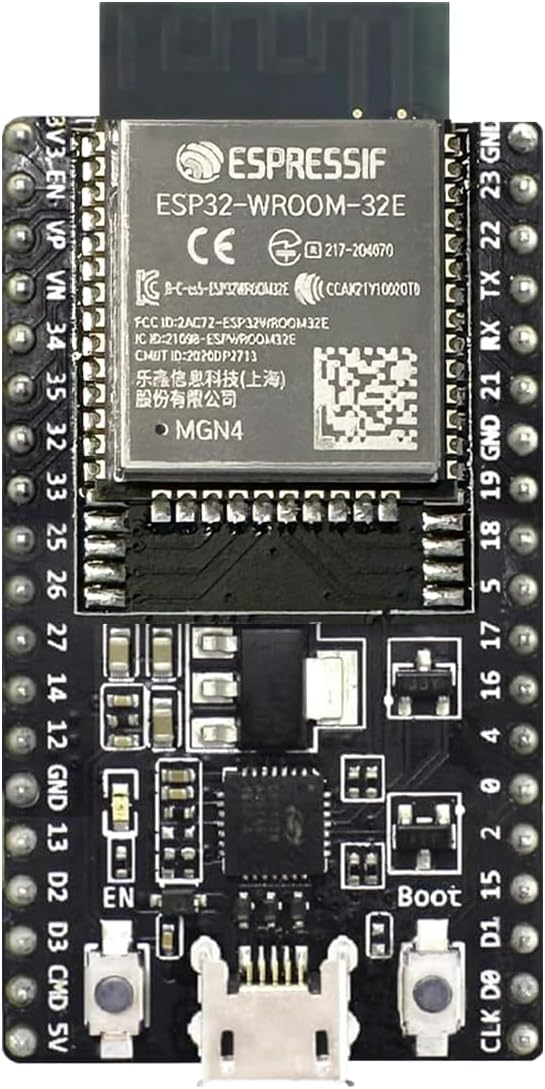 ESPRESSIF
ESP32-WROOM-32E
CE R 217-204070
CCAK21Y10020T0
FCC ID:2AC7Z-ESP32WROOM32E
IC ID:21098-ESPWROOM32E
CMIIT ID:2020DP2713
乐鑫信息科技(上海)
股份有限公司
MGN4
3V3
EN
VP
VN
34
35
32
33
25
26
27
14
12
GND
13
D2
D3
CMD
5V
GND
23
22
TX
RX
21
GND
19
18
5
17
16
4
0
2
15
D1
D0
CLK
EN
Boot